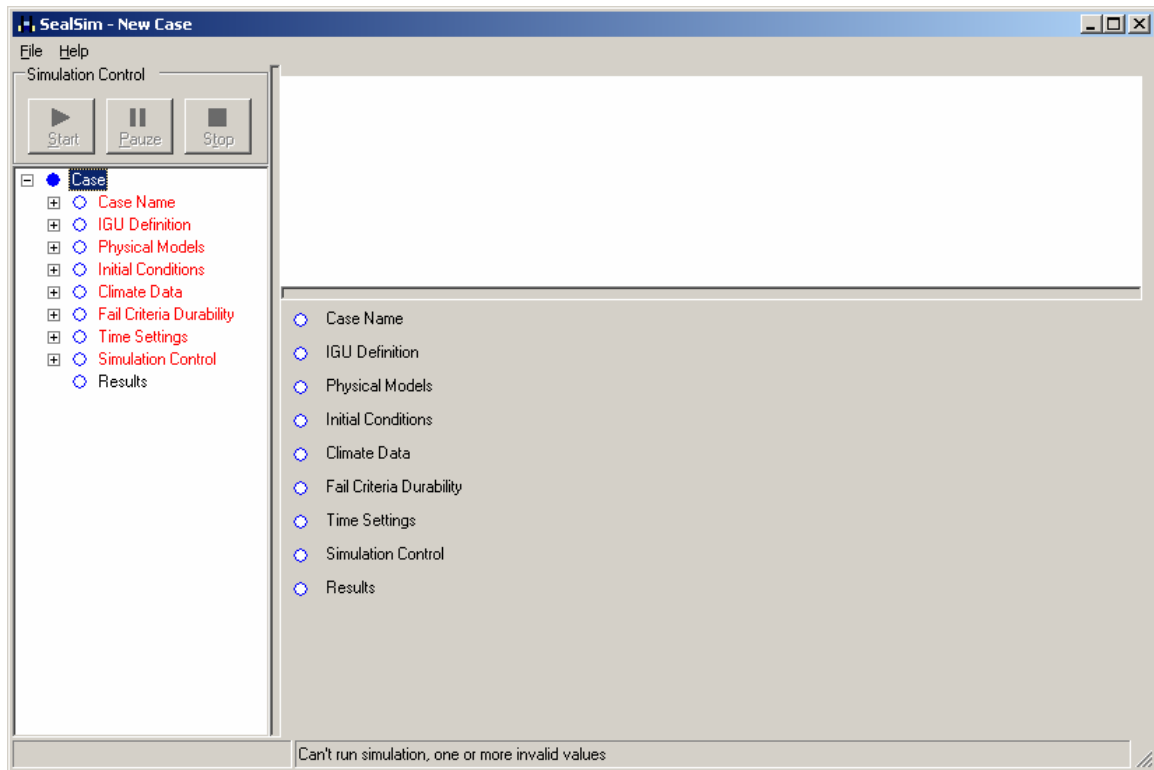 SealSim - New Case
File Help
Simulation Control
Start Pauze Stop
Case
Case Name
IGU Definition
Physical Models
Initial Conditions
Climate Data
Fail Criteria Durability
Time Settings
Simulation Control
Results
Case Name
IGU Definition
Physical Models
Initial Conditions
Climate Data
Fail Criteria Durability
Time Settings
Simulation Control
Results
Can't run simulation, one or more invalid values